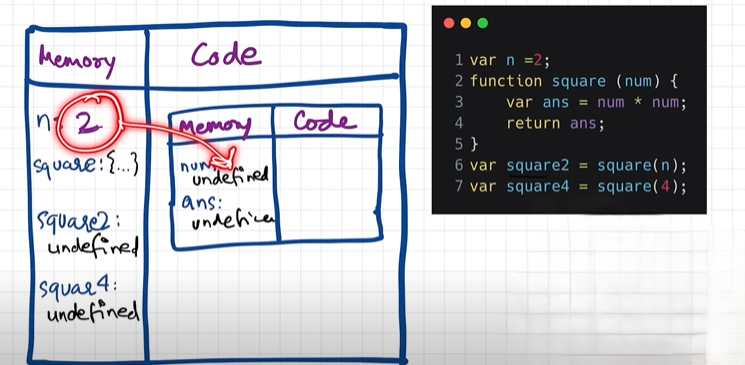 Memory
Code
n: 2
square: {...}
square2:
undefined
squar4:
undefined
Memory
Code
num
undefined
ans:
undefined
1 var n =2;
2 function square (num) {
3 var ans = num * num;
4 return ans;
5 }
6 var square2 = square(n);
7 var square4 = square(4);